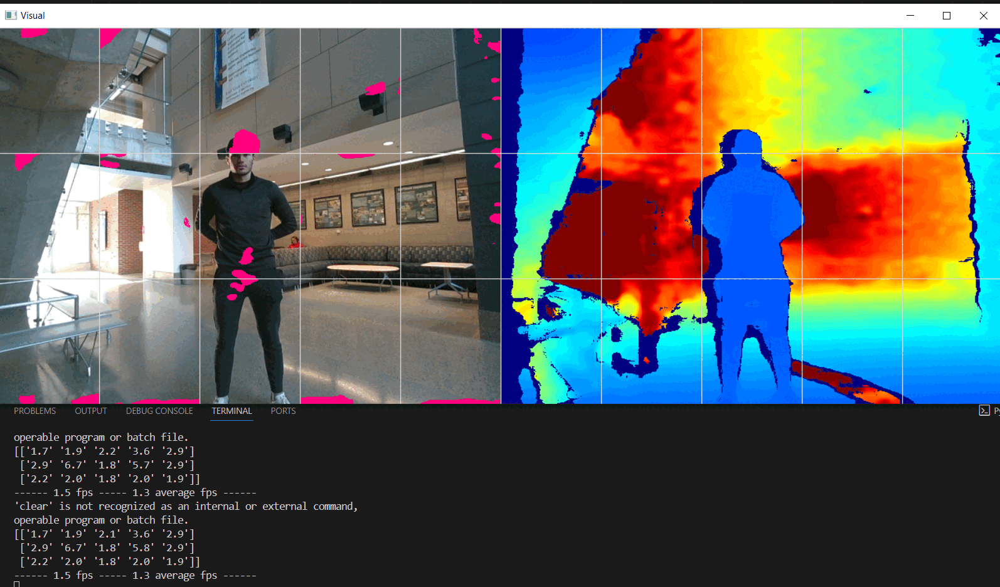 Visual
PROBLEMS OUTPUT DEBUG CONSOLE TERMINAL PORTS
operable program or batch file.
[['1.7' '1.9' '2.2' '3.6' '2.9']
['2.9' '6.7' '1.8' '5.7' '2.9']
['2.2' '2.0' '1.8' '2.0' '1.9']]
------ 1.5 fps ----- 1.3 average fps ------
'clear' is not recognized as an internal or external command,
operable program or batch file.
[['1.7' '1.9' '2.1' '3.6' '2.9']
['2.9' '6.7' '1.8' '5.8' '2.9']
['2.2' '2.0' '1.8' '2.0' '1.9']]
------ 1.5 fps ----- 1.3 average fps ------